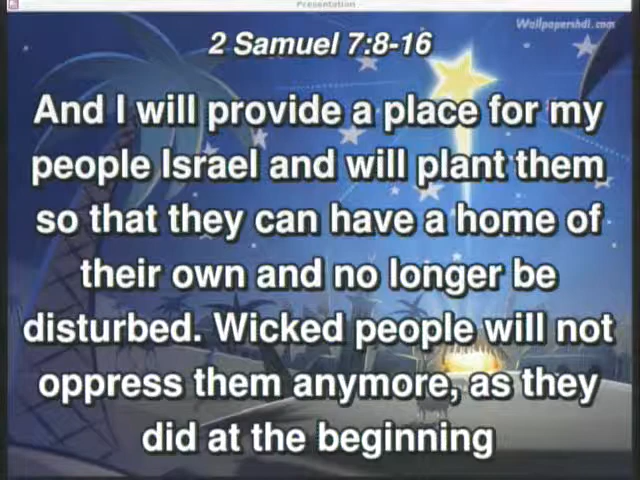 Presentation
Wallpapershdi.com
2 Samuel 7:8-16
And I will provide a place for my
people Israel and will plant them
so that they can have a home of
their own and no longer be
disturbed. Wicked people will not
oppress them anymore, as they
did at the beginning